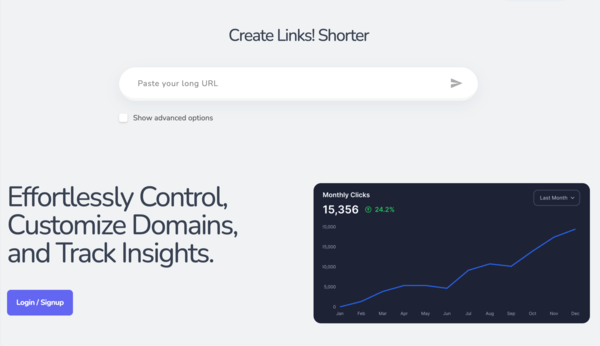 Create Links! Shorter
Paste your long URL
Show advanced options
Effortlessly Control,
Customize Domains,
and Track Insights.
Login / Signup
Monthly Clicks
Last Month
15,356 24.2%
15,000
15,000
10,000
5,000
0
Jan Feb Mar Apr May Jun Jul Aug Sep Oct Nov Dec